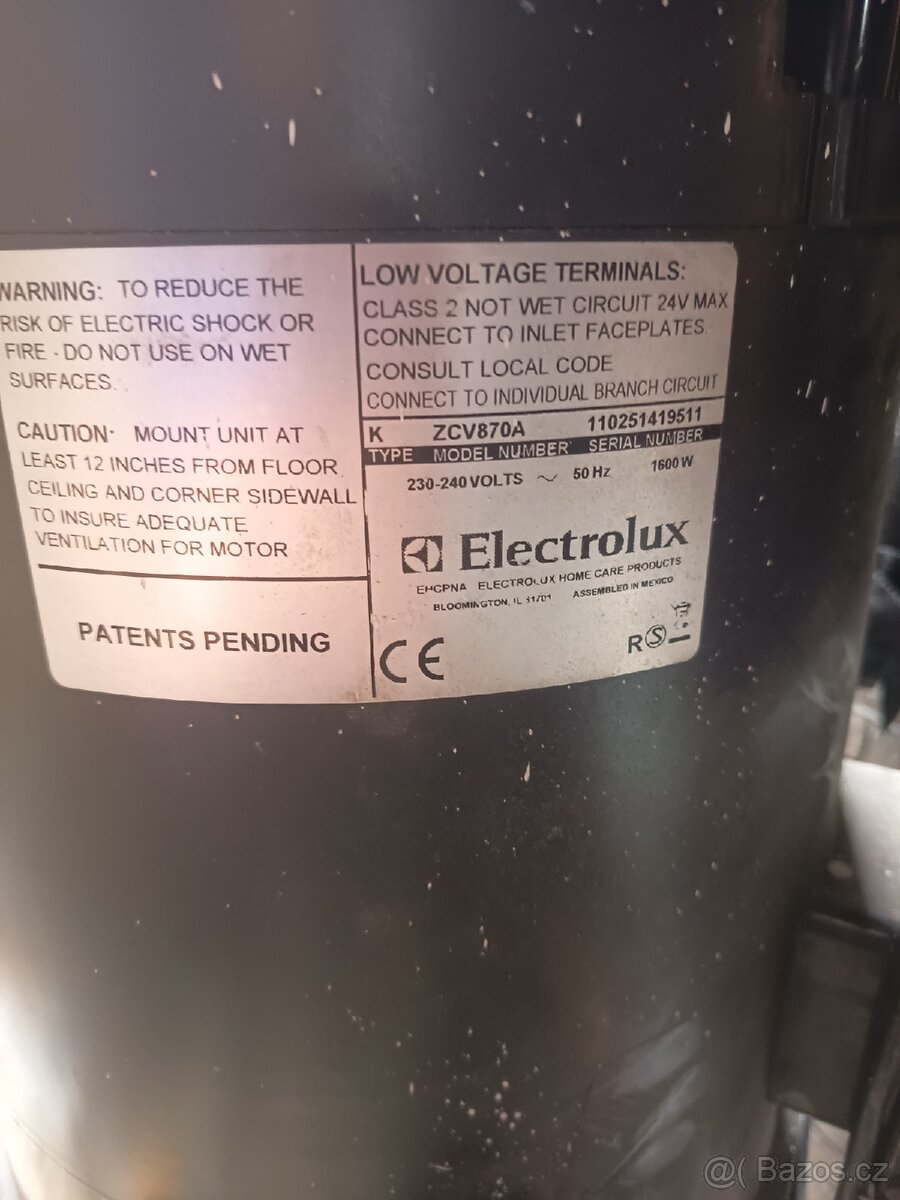 WARNING: TO REDUCE THE
RISK OF ELECTRIC SHOCK OR
FIRE - DO NOT USE ON WET
SURFACES.
CAUTION: MOUNT UNIT AT
LEAST 12 INCHES FROM FLOOR
CEILING AND CORNER SIDEWALL
TO INSURE ADEQUATE
VENTILATION FOR MOTOR
PATENTS PENDING
LOW VOLTAGE TERMINALS:
CLASS 2 NOT WET CIRCUIT 24V MAX
CONNECT TO INLET FACEPLATES.
CONSULT LOCAL CODE
CONNECT TO INDIVIDUAL BRANCH CIRCUIT
K ZCV870A 110251419511
TYPE MODEL NUMBER SERIAL NUMBER
230-240 VOLTS ~ 50 Hz 1600 W
Electrolux
EHCPNA ELECTROLUX HOME CARE PRODUCTS
BLOOMINGTON, IL ASSEMBLED IN MEXICO
CE
R S
@( Bazos.cz